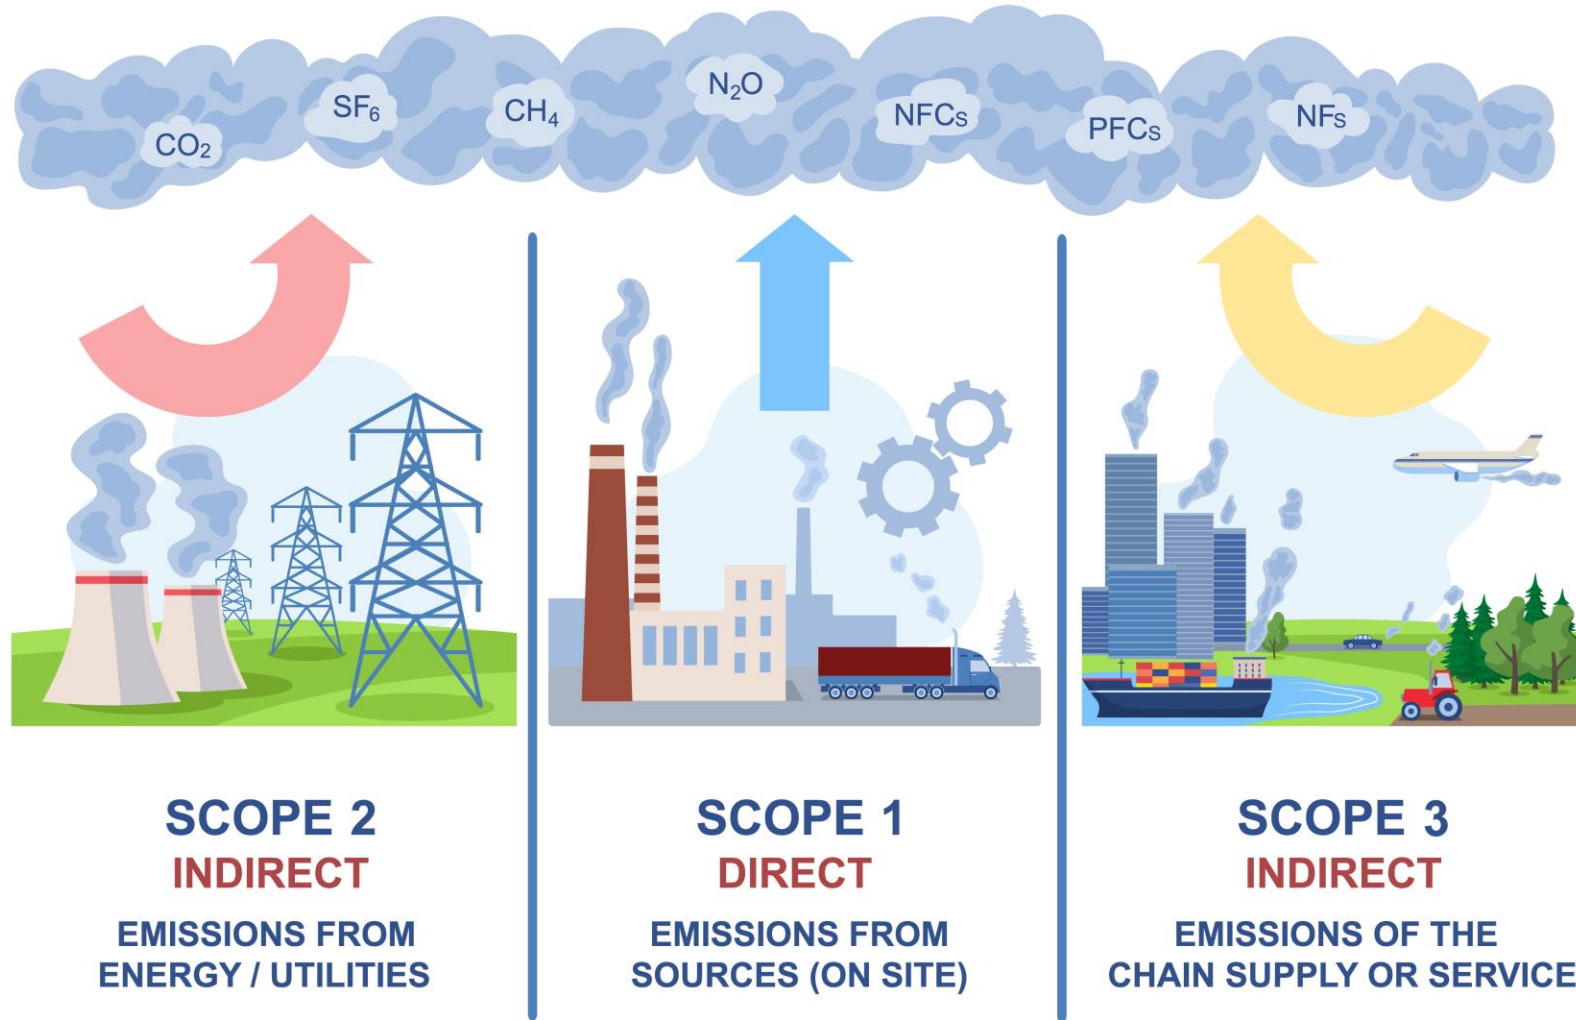 CO₂
SF₆
CH₄
N₂O
NFCs
PFCs
NFs
SCOPE 2
INDIRECT
EMISSIONS FROM
ENERGY / UTILITIES
SCOPE 1
DIRECT
EMISSIONS FROM
SOURCES (ON SITE)
SCOPE 3
INDIRECT
EMISSIONS OF THE
CHAIN SUPPLY OR SERVICE